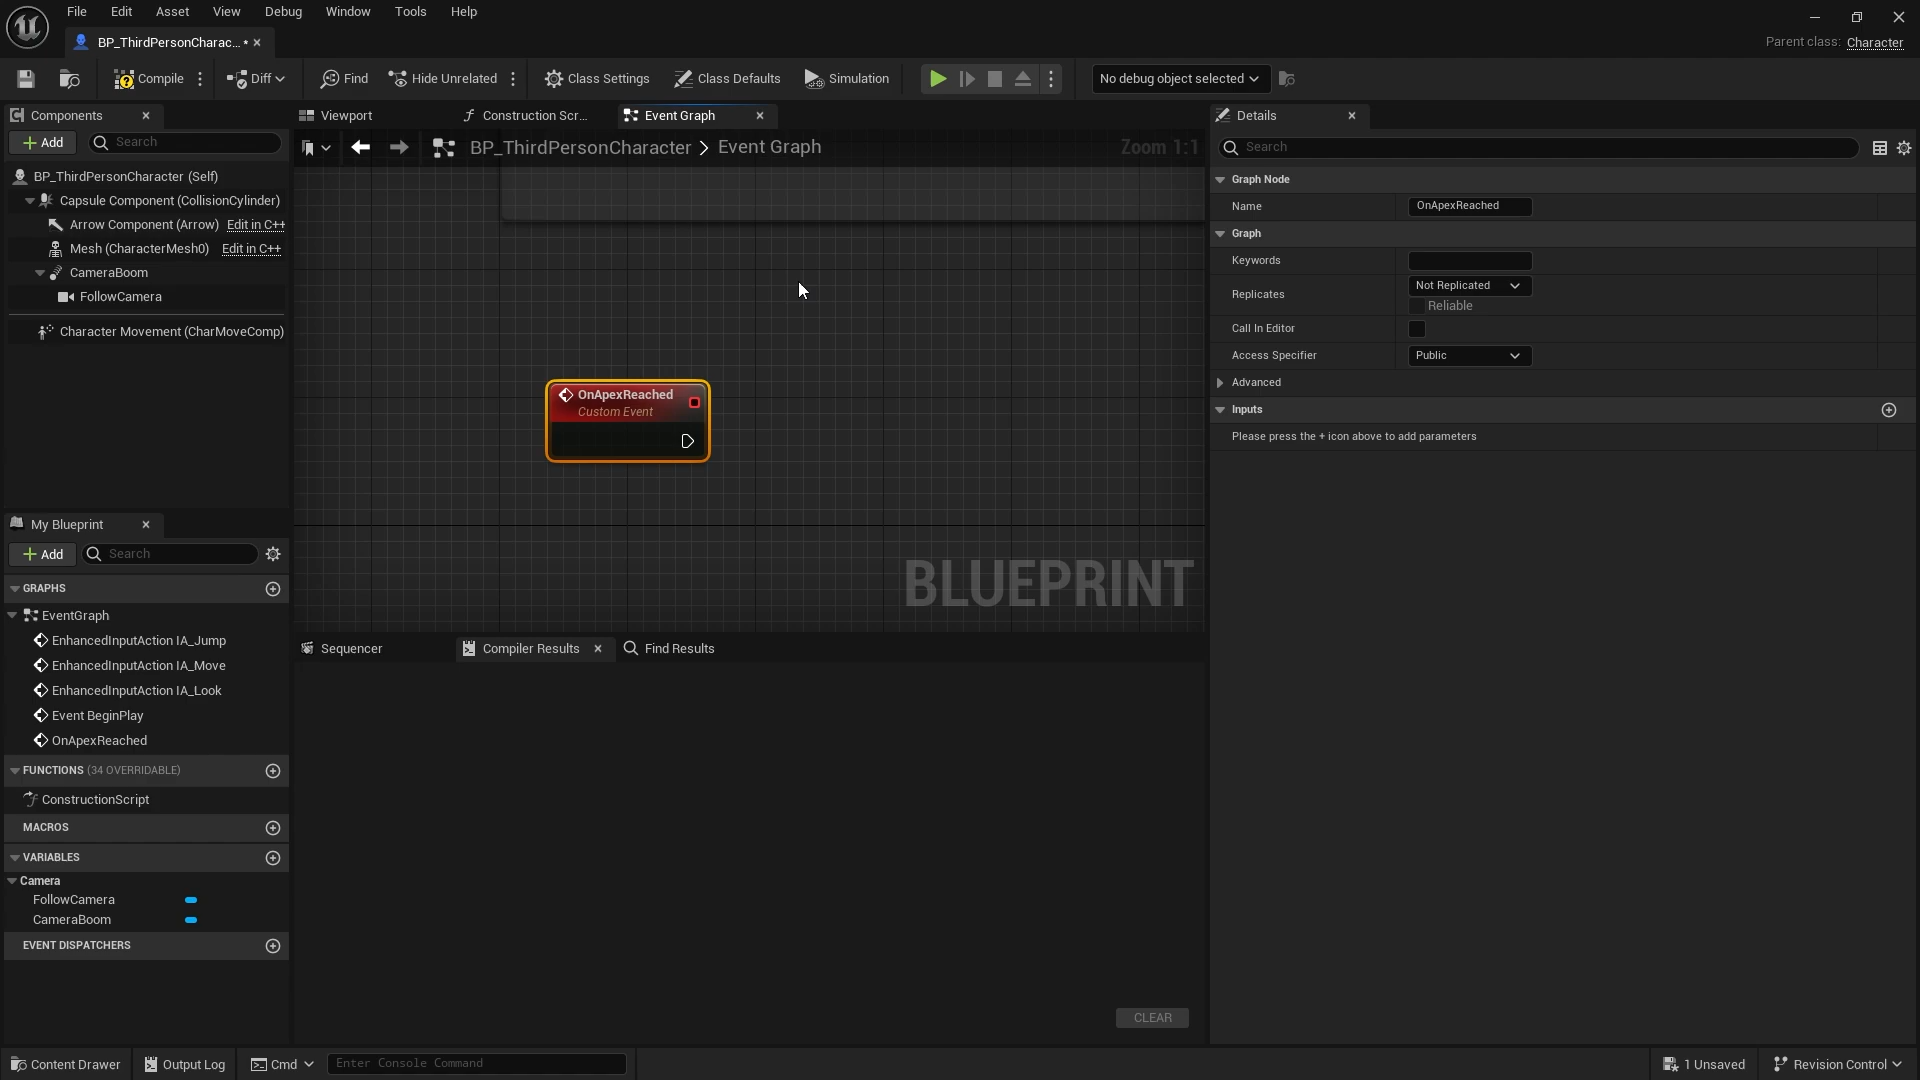 File Edit Asset View Debug Window Tools Help
BP_ThirdPersonCharac... *
Parent class: Character
Compile Diff Find Hide Unrelated Class Settings Class Defaults Simulation No debug object selected
Components
Add Search
BP_ThirdPersonCharacter (Self)
Capsule Component (CollisionCylinder)
Arrow Component (Arrow) Edit in C++
Mesh (CharacterMesh0) Edit in C++
CameraBoom
FollowCamera
Character Movement (CharMoveComp)
My Blueprint
Add Search
GRAPHS
EventGraph
EnhancedInputAction IA_Jump
EnhancedInputAction IA_Move
EnhancedInputAction IA_Look
Event BeginPlay
OnApexReached
FUNCTIONS (34 OVERRIDABLE)
ConstructionScript
MACROS
VARIABLES
Camera
FollowCamera
CameraBoom
EVENT DISPATCHERS
Viewport Construction Scr... Event Graph
BP_ThirdPersonCharacter > Event Graph Zoom 1:1
OnApexReached
Custom Event
BLUEPRINT
Sequencer Compiler Results Find Results
CLEAR
Details
Search
Graph Node
Name OnApexReached
Graph
Keywords
Replicates Not Replicated
Reliable
Call In Editor
Access Specifier Public
Advanced
Inputs
Please press the + icon above to add parameters
Content Drawer Output Log Cmd Enter Console Command 1 Unsaved Revision Control